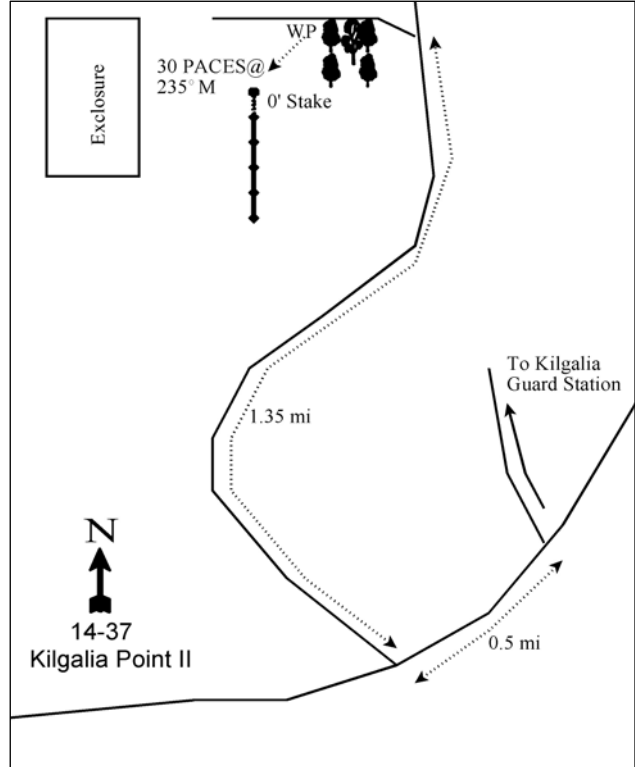 W.P
30 PACES@
235° M
0' Stake
Exclosure
To Kilgalia
Guard Station
1.35 mi
N
14-37
Kilgalia Point II
0.5 mi